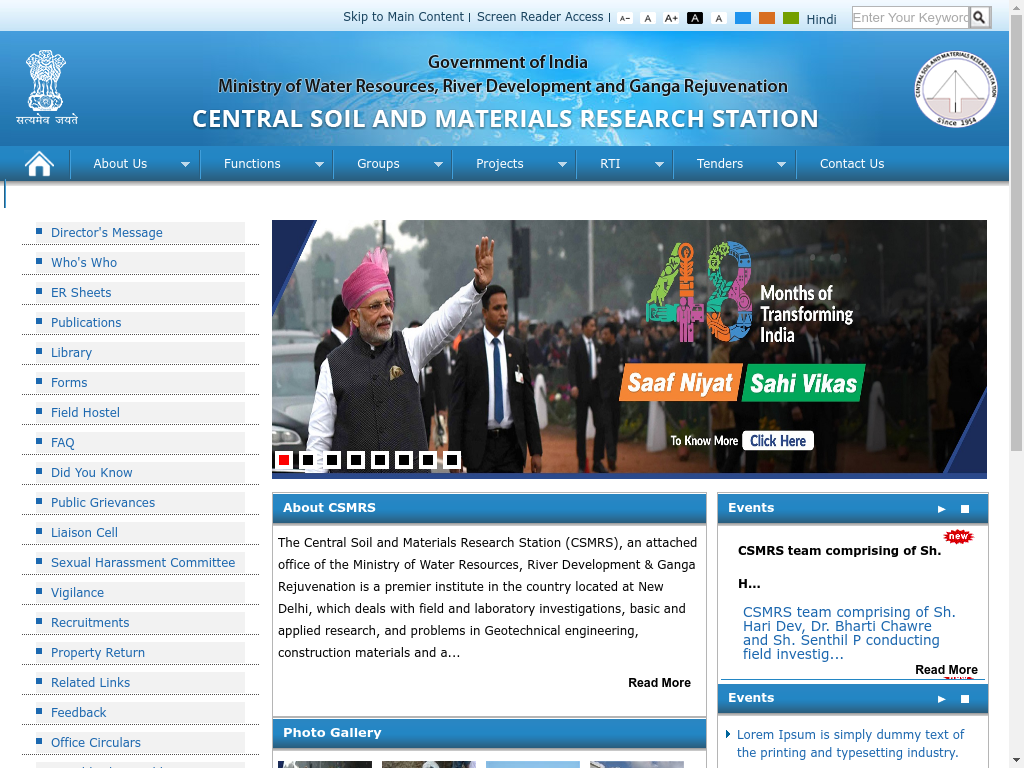 Skip to Main Content | Screen Reader Access | A- A A+ A A Hindi Enter Your Keyword
Government of India
Ministry of Water Resources, River Development and Ganga Rejuvenation
CENTRAL SOIL AND MATERIALS RESEARCH STATION
सत्यमेव जयते
CENTRAL SOIL AND MATERIALS RESEARCH STATION
Since 1954
About Us Functions Groups Projects RTI Tenders Contact Us
Director's Message
Who's Who
ER Sheets
Publications
Library
Forms
Field Hostel
FAQ
Did You Know
Public Grievances
Liaison Cell
Sexual Harassment Committee
Vigilance
Recruitments
Property Return
Related Links
Feedback
Office Circulars
48
Months of
Transforming
India
Saaf Niyat Sahi Vikas
To Know More Click Here
About CSMRS
The Central Soil and Materials Research Station (CSMRS), an attached
office of the Ministry of Water Resources, River Development & Ganga
Rejuvenation is a premier institute in the country located at New
Delhi, which deals with field and laboratory investigations, basic and
applied research, and problems in Geotechnical engineering,
construction materials and a...
Read More
Photo Gallery
Events
new
CSMRS team comprising of Sh.
H...
CSMRS team comprising of Sh.
Hari Dev, Dr. Bharti Chawre
and Sh. Senthil P conducting
field investig...
Read More
Events
Lorem Ipsum is simply dummy text of
the printing and typesetting industry.